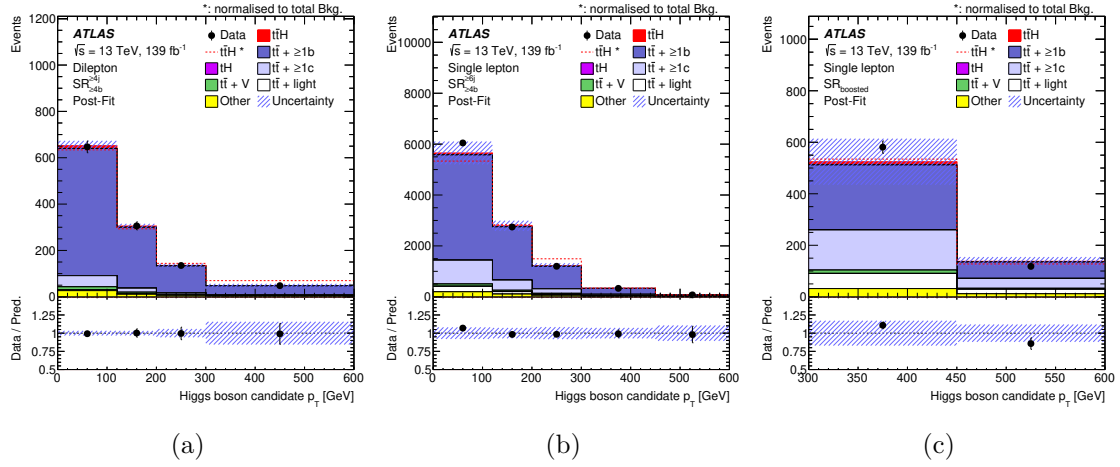 *: normalised to total Bkg.
Events
1200
1000
800
600
400
200
0
ATLAS
√s = 13 TeV, 139 fb⁻¹
Dilepton
SR≥4j ≥4b
Post-Fit
Data
tt̄H
tt̄H *
tt̄ + ≥1b
tH
tt̄ + ≥1c
tt̄ + V
tt̄ + light
Other
Uncertainty
Data / Pred.
1.25
1
0.75
0.5
0 100 200 300 400 500 600
Higgs boson candidate p_T [GeV]
(a)
*: normalised to total Bkg.
Events
10000
8000
6000
4000
2000
0
ATLAS
√s = 13 TeV, 139 fb⁻¹
Single lepton
SR≥6j ≥4b
Post-Fit
Data
tt̄H
tt̄H *
tt̄ + ≥1b
tH
tt̄ + ≥1c
tt̄ + V
tt̄ + light
Other
Uncertainty
Data / Pred.
1.25
1
0.75
0.5
0 100 200 300 400 500 600
Higgs boson candidate p_T [GeV]
(b)
*: normalised to total Bkg.
Events
1000
800
600
400
200
0
ATLAS
√s = 13 TeV, 139 fb⁻¹
Single lepton
SR_boosted
Post-Fit
Data
tt̄H
tt̄H *
tt̄ + ≥1b
tH
tt̄ + ≥1c
tt̄ + V
tt̄ + light
Other
Uncertainty
Data / Pred.
1.25
1
0.75
0.5
300 350 400 450 500 550 600
Higgs boson candidate p_T [GeV]
(c)